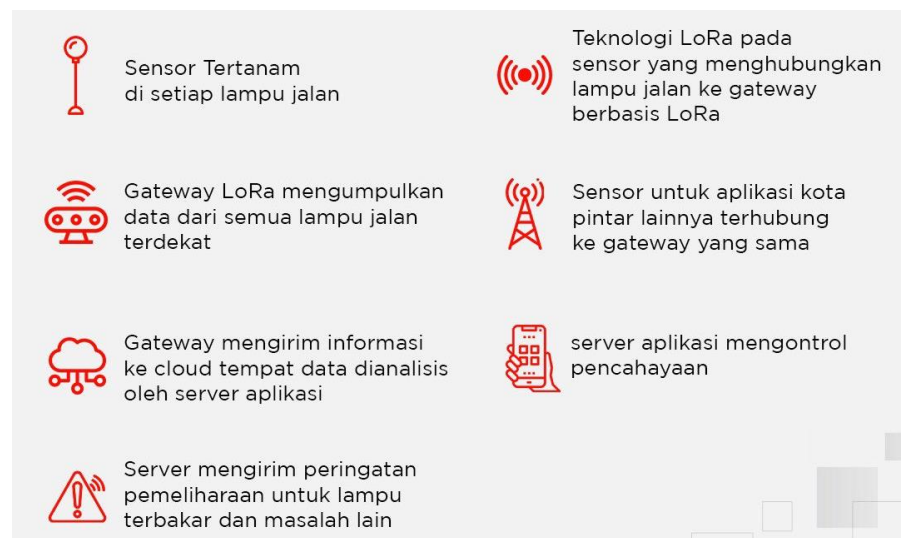 Sensor Tertanam
di setiap lampu jalan
Teknologi LoRa pada
sensor yang menghubungkan
lampu jalan ke gateway
berbasis LoRa
Gateway LoRa mengumpulkan
data dari semua lampu jalan
terdekat
Sensor untuk aplikasi kota
pintar lainnya terhubung
ke gateway yang sama
Gateway mengirim informasi
ke cloud tempat data dianalisis
oleh server aplikasi
server aplikasi mengontrol
pencahayaan
Server mengirim peringatan
pemeliharaan untuk lampu
terbakar dan masalah lain